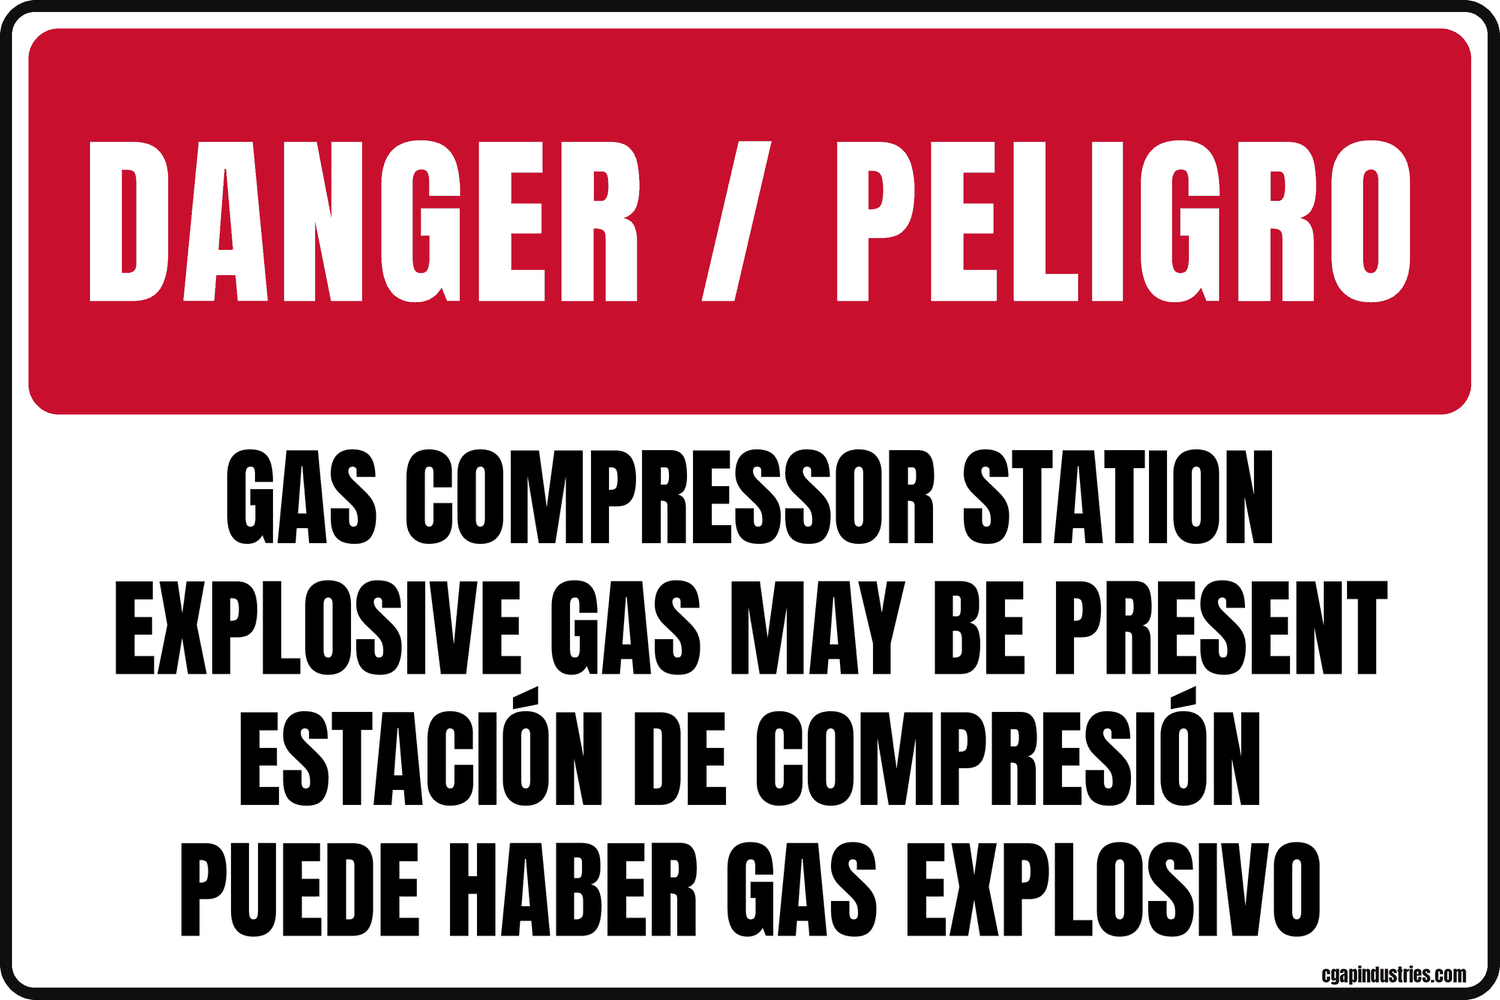 DANGER / PELIGRO
GAS COMPRESSOR STATION
EXPLOSIVE GAS MAY BE PRESENT
ESTACIÓN DE COMPRESIÓN
PUEDE HABER GAS EXPLOSIVO
cgapindustries.com